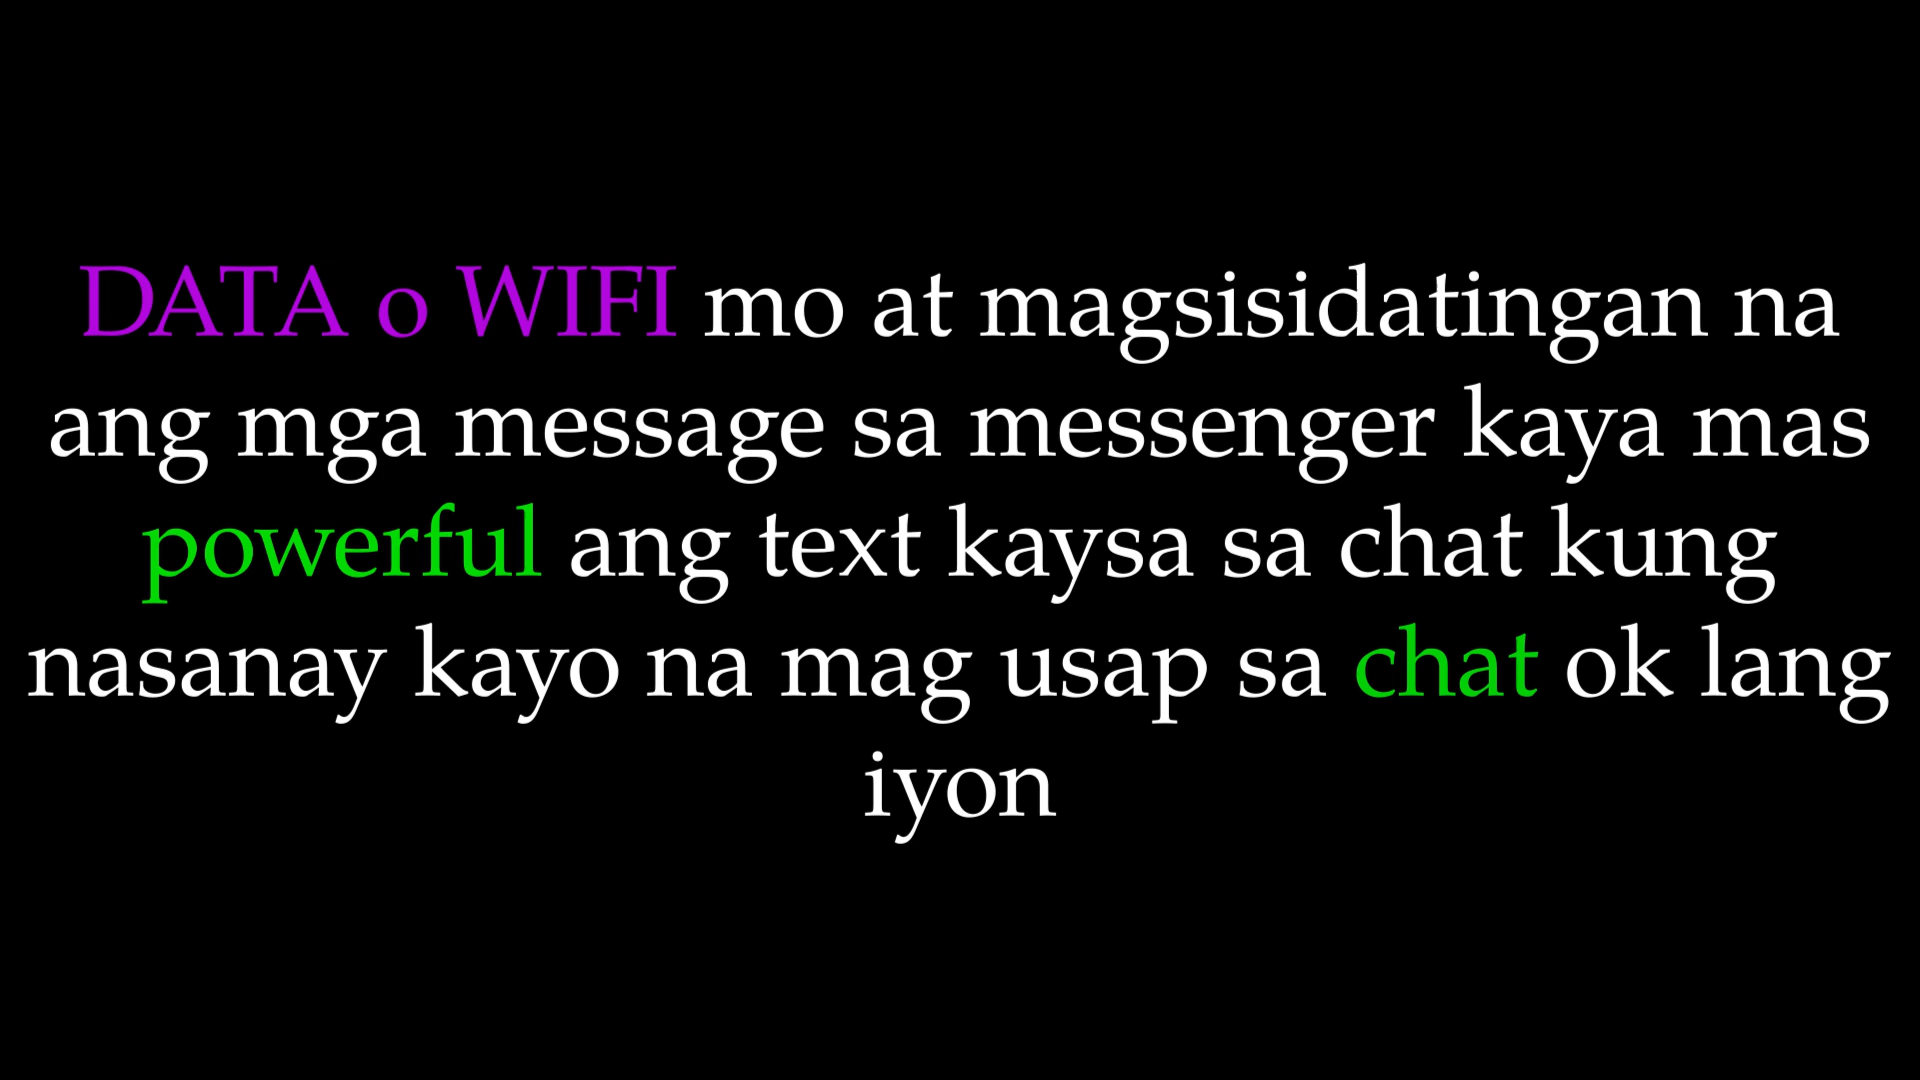 DATA o WIFI mo at magsisidatingan na
ang mga message sa messenger kaya mas
powerful ang text kaysa sa chat kung
nasanay kayo na mag usap sa chat ok lang
iyon